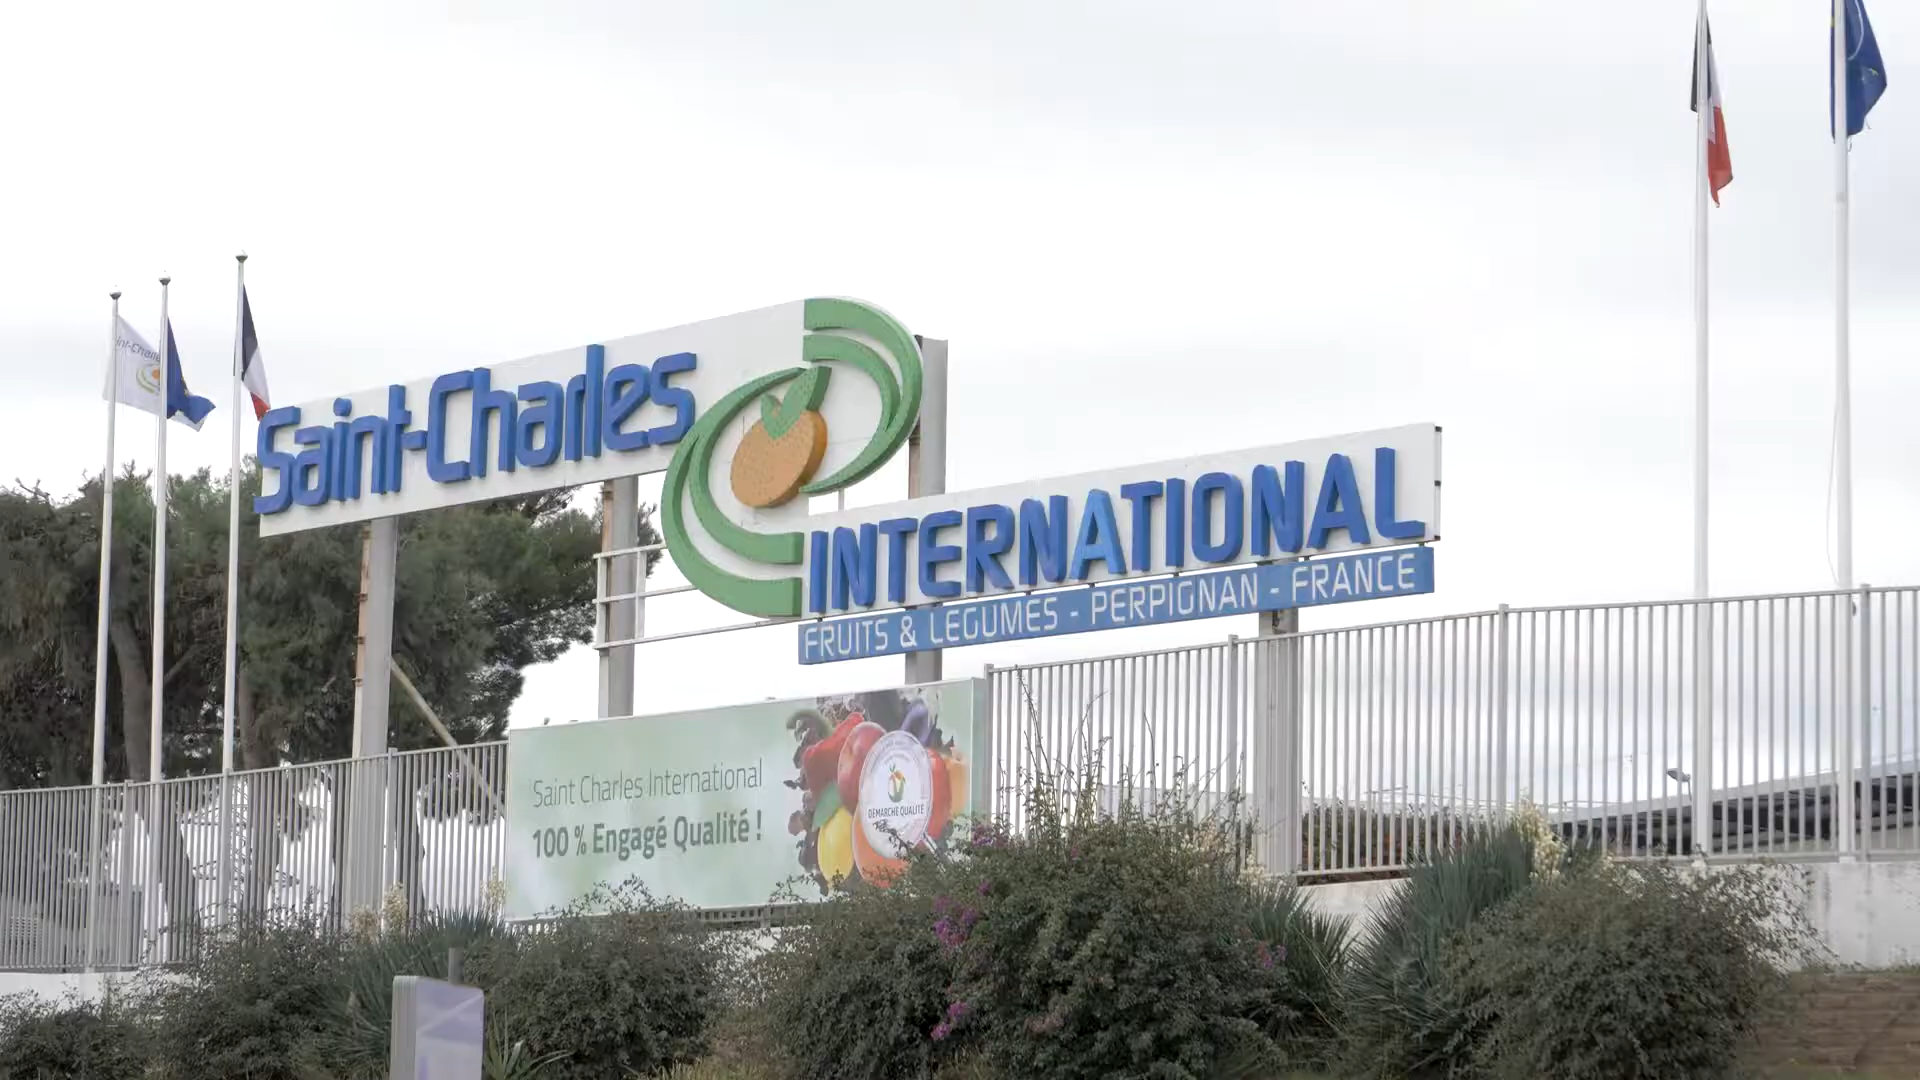 Saint-Charles
INTERNATIONAL
FRUITS & LEGUMES - PERPIGNAN - FRANCE
Saint Charles International
100 % Engagé Qualité !
DÉMARCHE QUALITÉ